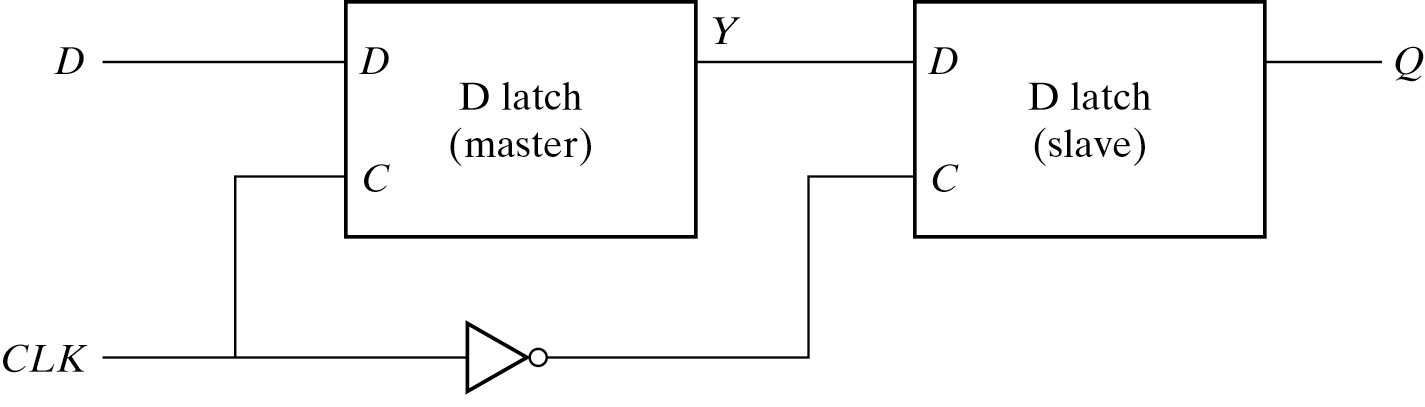 Y
D
D
D latch
(master)
C
D
D latch
(slave)
C
Q
CLK